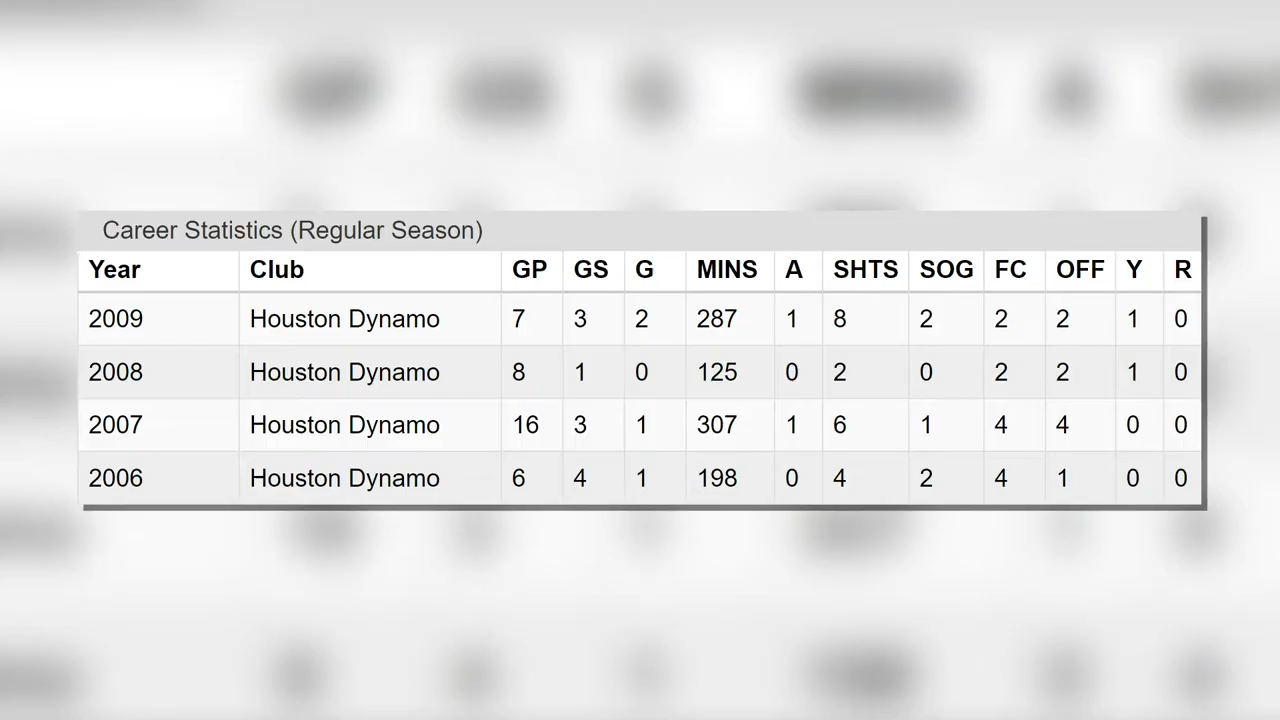 Career Statistics (Regular Season)
Year Club GP GS G MINS A SHTS SOG FC OFF Y R
2009 Houston Dynamo 7 3 2 287 1 8 2 2 2 1 0
2008 Houston Dynamo 8 1 0 125 0 2 0 2 2 1 0
2007 Houston Dynamo 16 3 1 307 1 6 1 4 4 0 0
2006 Houston Dynamo 6 4 1 198 0 4 2 4 1 0 0